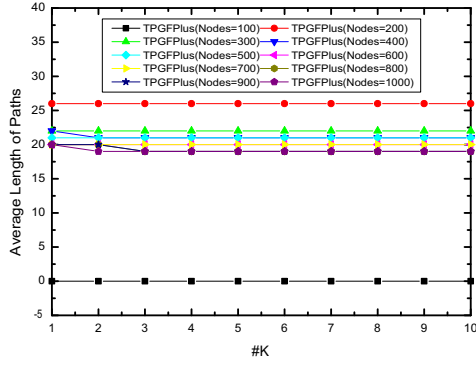 40
35
30
25
20
15
10
5
0
-5
Average Length of Paths
TPGFPlus(Nodes=100) TPGFPlus(Nodes=200)
TPGFPlus(Nodes=300) TPGFPlus(Nodes=400)
TPGFPlus(Nodes=500) TPGFPlus(Nodes=600)
TPGFPlus(Nodes=700) TPGFPlus(Nodes=800)
TPGFPlus(Nodes=900) TPGFPlus(Nodes=1000)
1 2 3 4 5 6 7 8 9 10
#K